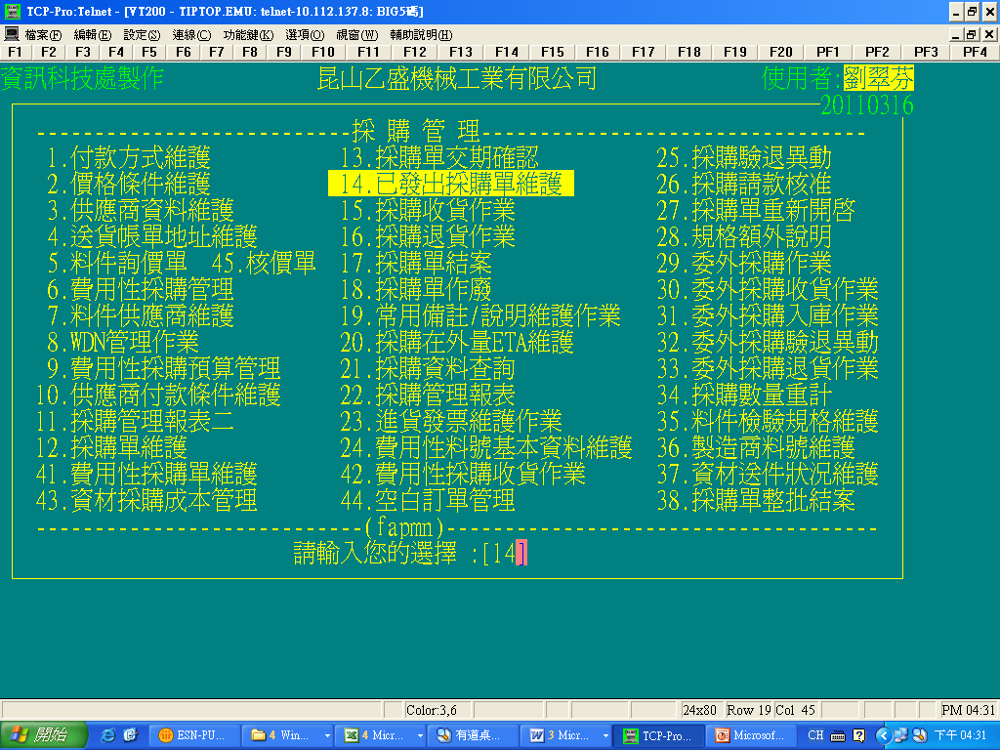 TCP-Pro:Telnet - [VT200 - TIPTOP.EMU: telnet-10.112.137.8: BIG5碼]
檔案(F) 編輯(E) 設定(S) 連線(C) 功能鍵(K) 選項(O) 視窗(W) 輔助說明(H)
F1 F2 F3 F4 F5 F6 F7 F8 F9 F10 F11 F12 F13 F14 F15 F16 F17 F18 F19 F20 PF1 PF2 PF3 PF4
資訊科技處製作 昆山乙盛機械工業有限公司 使用者:劉翠芬
20110316
---------------------------採 購 管 理---------------------------------
1.付款方式維護 13.採購單交期確認 25.採購驗退異動
2.價格條件維護 14.已發出採購單維護 26.採購請款核准
3.供應商資料維護 15.採購收貨作業 27.採購單重新開啓
4.送貨帳單地址維護 16.採購退貨作業 28.規格額外說明
5.料件詢價單 45.核價單 17.採購單結案 29.委外採購作業
6.費用性採購管理 18.採購單作廢 30.委外採購收貨作業
7.料件供應商維護 19.常用備註/說明維護作業 31.委外採購入庫作業
8.WDN管理作業 20.採購在外量ETA維護 32.委外採購驗退異動
9.費用性採購預算管理 21.採購資料查詢 33.委外採購退貨作業
10.供應商付款條件維護 22.採購管理報表 34.採購數量重計
11.採購管理報表二 23.進貨發票維護作業 35.料件檢驗規格維護
12.採購單維護 24.費用性料號基本資料維護 36.製造商料號維護
41.費用性採購單維護 42.費用性採購收貨作業 37.資材送件狀況維護
43.資材採購成本管理 44.空白訂單管理 38.採購單整批結案
----------------------------(fapmn)-------------------------------------
請輸入您的選擇 :[14]
Color:3,6 24x80 Row 19 Col 45 PM 04:31
開始 ESN-PU... 4 Win... 4 Micr... 有道桌... 3 Micr... TCP-Pro... Microsof... CH 下午 04:31